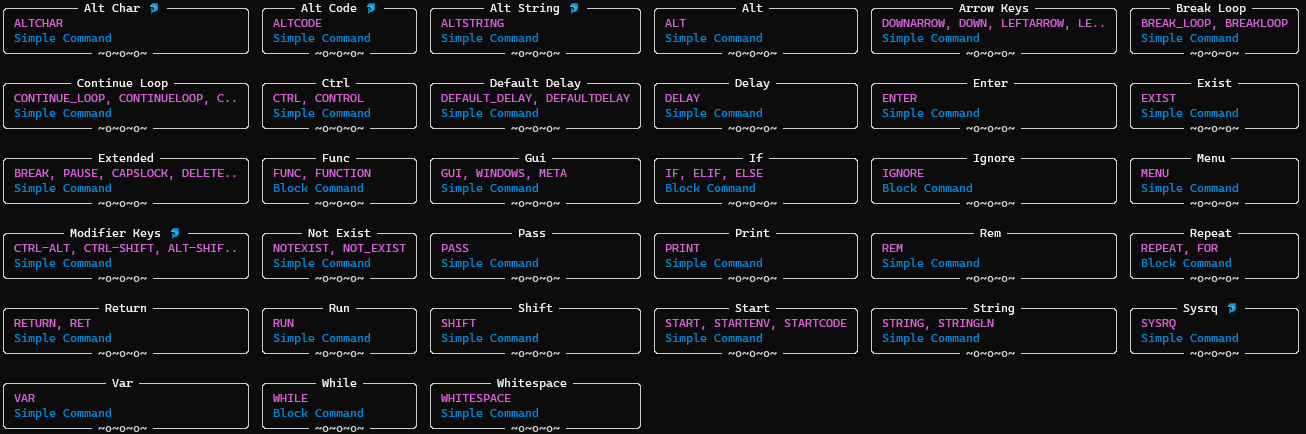 Alt Char
ALTCHAR
Simple Command
~o~o~o~
Alt Code
ALTCODE
Simple Command
~o~o~o~
Alt String
ALTSTRING
Simple Command
~o~o~o~
Alt
ALT
Simple Command
~o~o~o~
Arrow Keys
DOWNARROW, DOWN, LEFTARROW, LE..
Simple Command
~o~o~o~
Break Loop
BREAK_LOOP, BREAKLOOP
Simple Command
~o~o~o~
Continue Loop
CONTINUE_LOOP, CONTINUELOOP, C..
Simple Command
~o~o~o~
Ctrl
CTRL, CONTROL
Simple Command
~o~o~o~
Default Delay
DEFAULT_DELAY, DEFAULTDELAY
Simple Command
~o~o~o~
Delay
DELAY
Simple Command
~o~o~o~
Enter
ENTER
Simple Command
~o~o~o~
Exist
EXIST
Simple Command
~o~o~o~
Extended
BREAK, PAUSE, CAPSLOCK, DELETE..
Simple Command
~o~o~o~
Func
FUNC, FUNCTION
Block Command
~o~o~o~
Gui
GUI, WINDOWS, META
Simple Command
~o~o~o~
If
IF, ELIF, ELSE
Block Command
~o~o~o~
Ignore
IGNORE
Block Command
~o~o~o~
Menu
MENU
Simple Command
~o~o~o~
Modifier Keys
CTRL-ALT, CTRL-SHIFT, ALT-SHIF..
Simple Command
~o~o~o~
Not Exist
NOTEXIST, NOT_EXIST
Simple Command
~o~o~o~
Pass
PASS
Simple Command
~o~o~o~
Print
PRINT
Simple Command
~o~o~o~
Rem
REM
Simple Command
~o~o~o~
Repeat
REPEAT, FOR
Block Command
~o~o~o~
Return
RETURN, RET
Simple Command
~o~o~o~
Run
RUN
Simple Command
~o~o~o~
Shift
SHIFT
Simple Command
~o~o~o~
Start
START, STARTENV, STARTCODE
Simple Command
~o~o~o~
String
STRING, STRINGLN
Simple Command
~o~o~o~
Sysrq
SYSRQ
Simple Command
~o~o~o~
Var
VAR
Simple Command
~o~o~o~
While
WHILE
Block Command
~o~o~o~
Whitespace
WHITESPACE
Simple Command
~o~o~o~